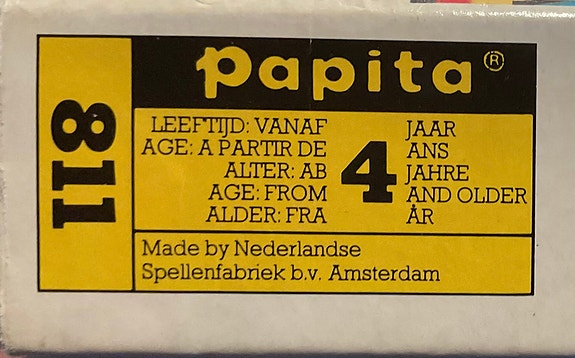 papita®
811
LEEFTIJD: VANAF 4 JAAR
AGE: A PARTIR DE ANS
ALTER: AB JAHRE
AGE: FROM AND OLDER
ALDER: FRA ÅR
Made by Nederlandse
Spellenfabriek b.v. Amsterdam